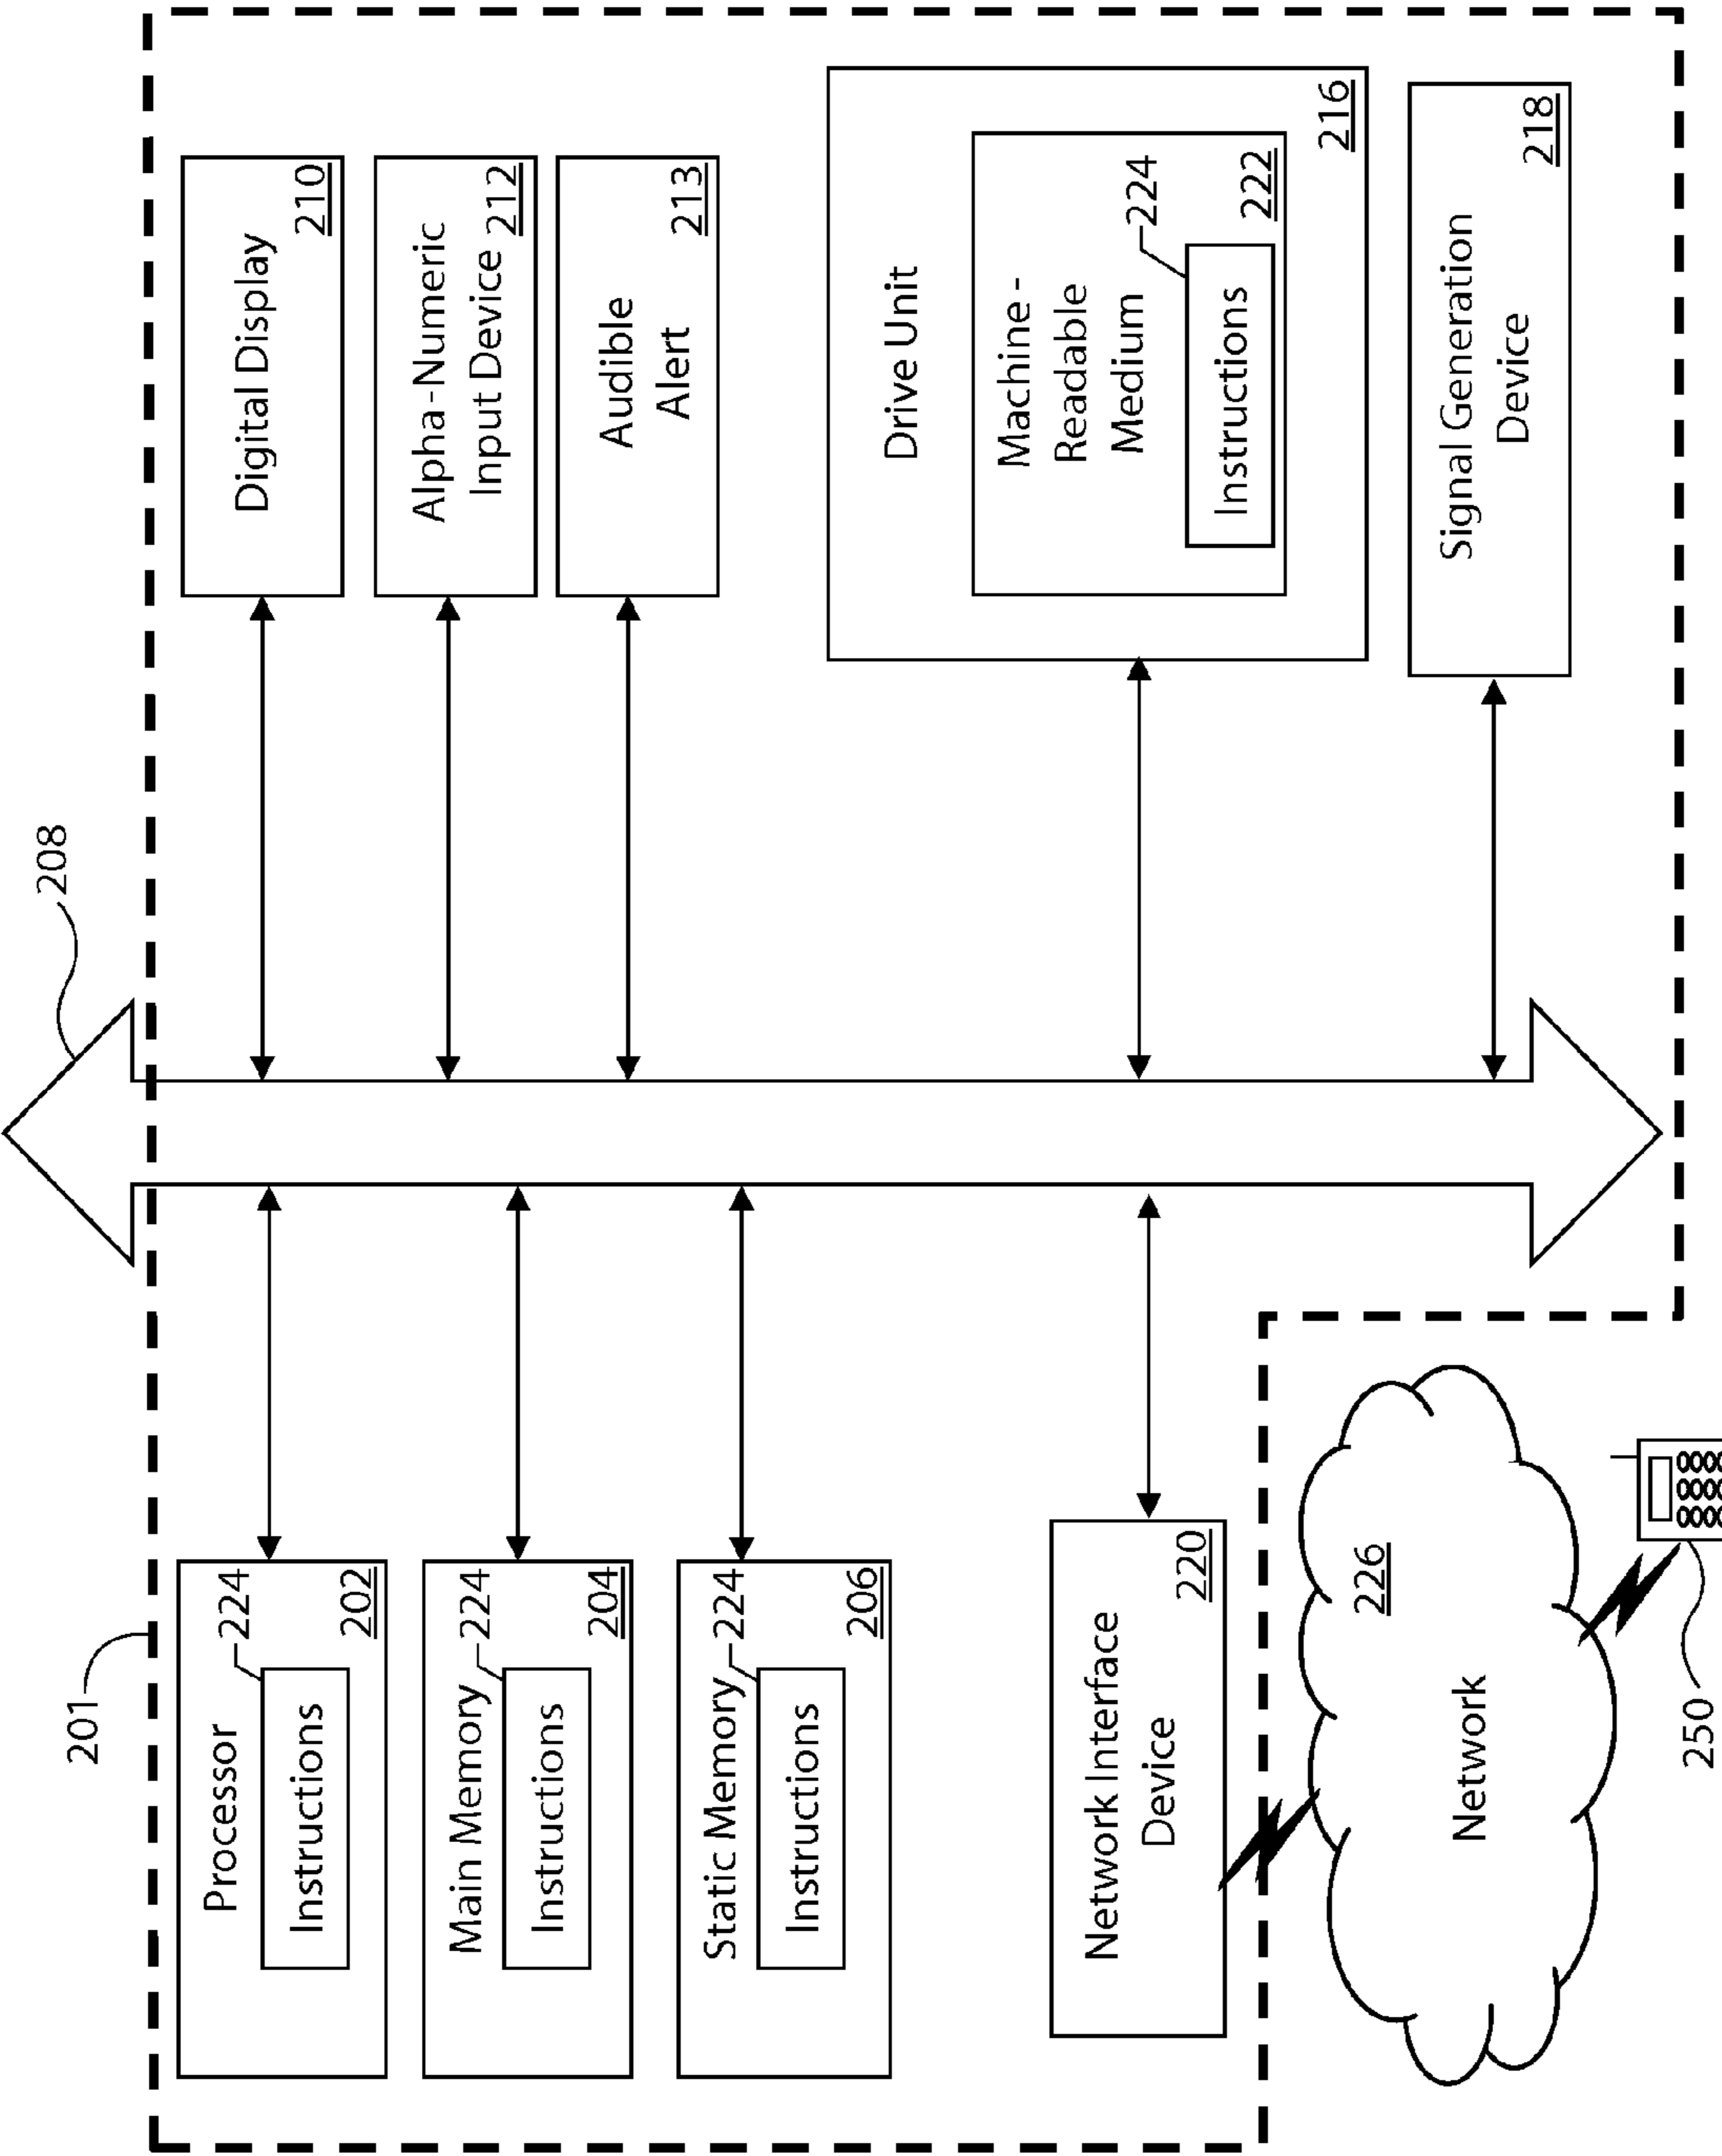 208
201
Processor
224
Instructions
202
Main Memory
224
Instructions
204
Static Memory
224
Instructions
206
Network Interface
Device
220
226
Network
250
Digital Display
210
Alpha-Numeric
Input Device
212
Audible
Alert
213
Drive Unit
Machine-
Readable
Medium
224
Instructions
222
216
Signal Generation
Device
218